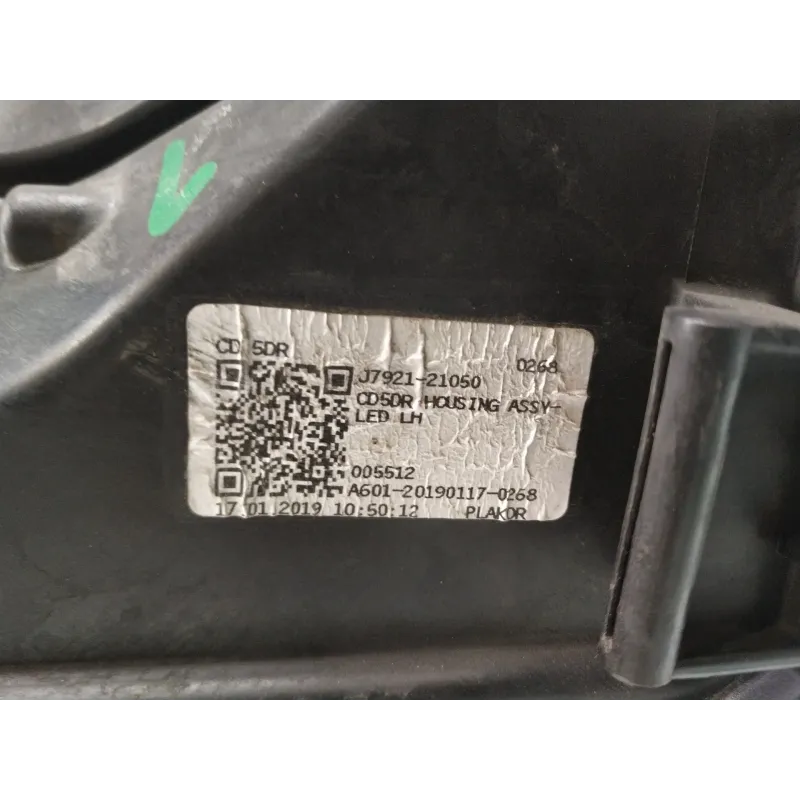 CD 5DR
0268
J7921-21050
CD5DR HOUSING ASSY-
LED LH
005512
A601-20190117-0268
17.01.2019 10:50:12 PLAKOR